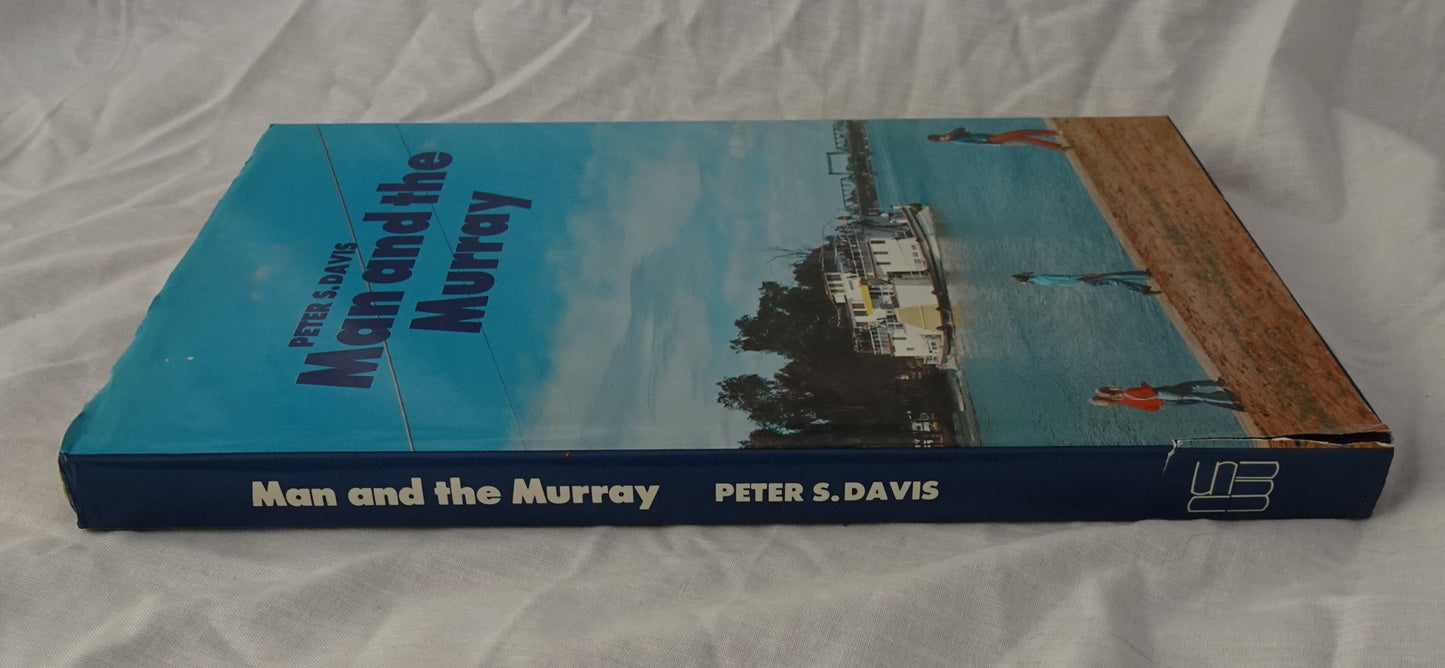 PETER S. DAVIS
Man and the
Murray
Man and the Murray PETER S. DAVIS